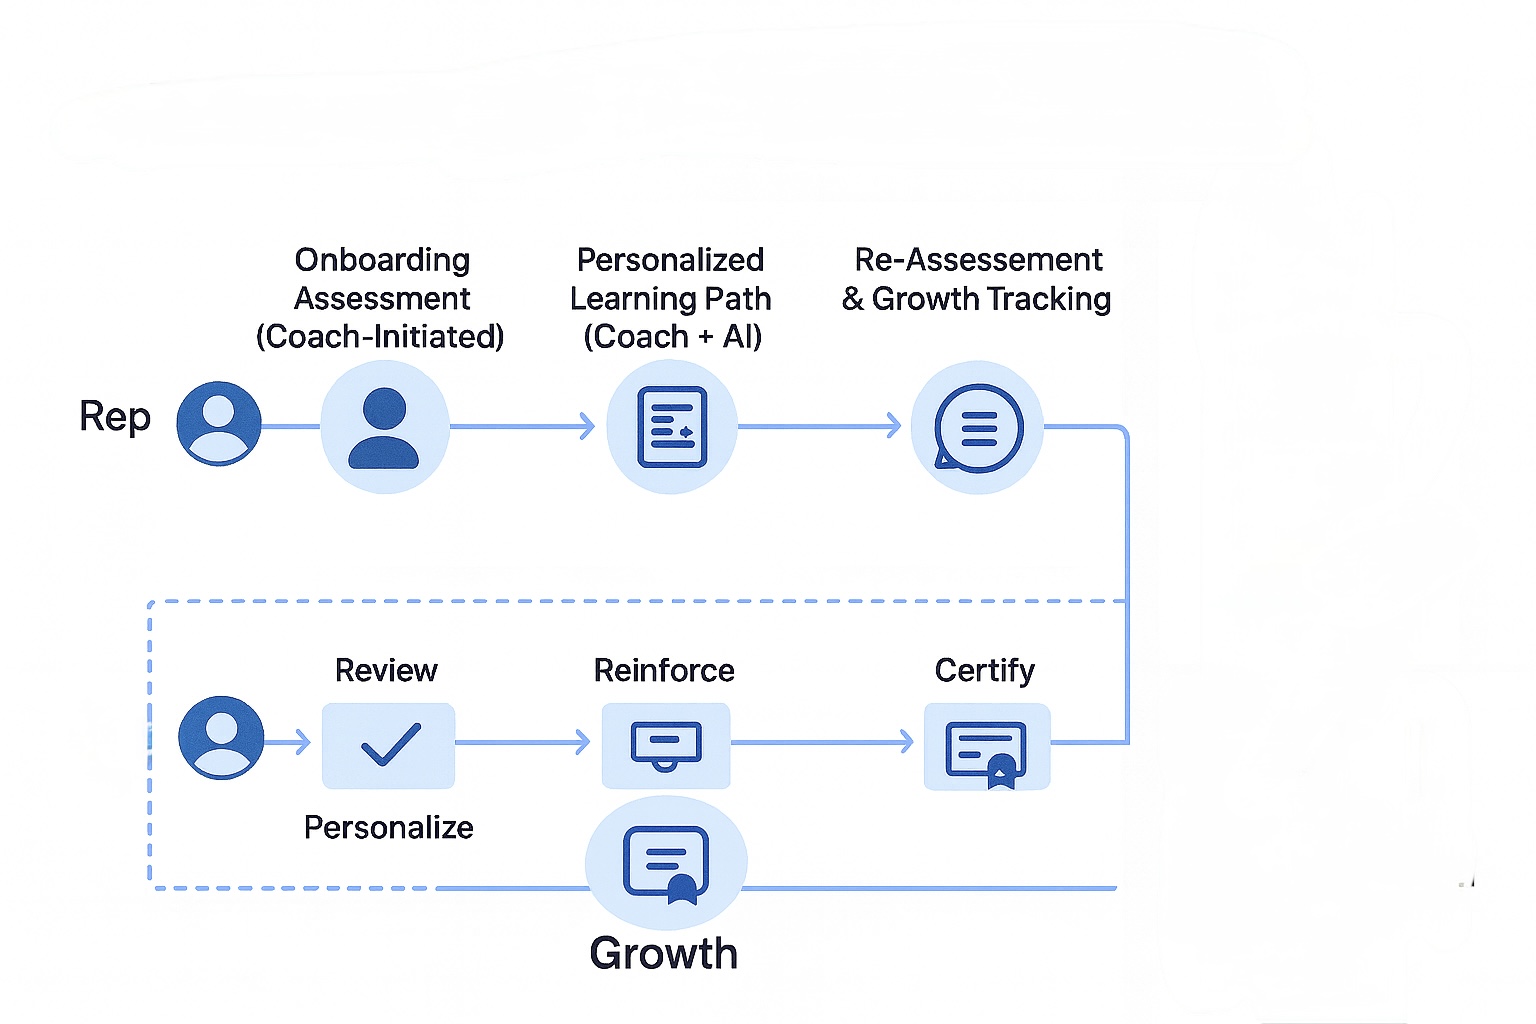 Onboarding
Assessment
(Coach-Initiated)
Personalized
Learning Path
(Coach + AI)
Re-Assessement
& Growth Tracking
Rep
Review
Reinforce
Certify
Personalize
Growth